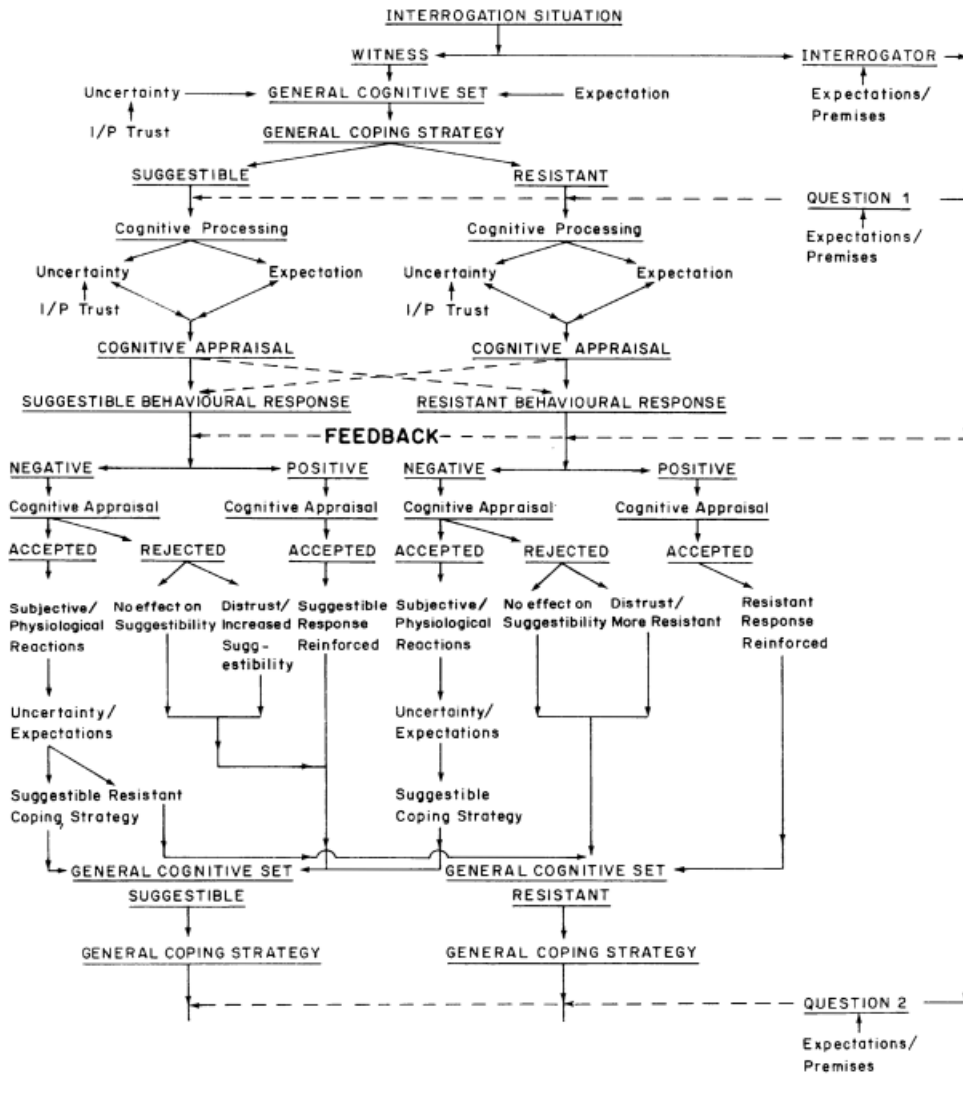 INTERROGATION SITUATION
WITNESS
INTERROGATOR
Uncertainty
GENERAL COGNITIVE SET
Expectation
Expectations/
Premises
I/P Trust
GENERAL COPING STRATEGY
SUGGESTIBLE
RESISTANT
QUESTION 1
Cognitive Processing
Cognitive Processing
Expectations/
Premises
Uncertainty
Expectation
Uncertainty
Expectation
I/P Trust
I/P Trust
COGNITIVE APPRAISAL
COGNITIVE APPRAISAL
SUGGESTIBLE BEHAVIOURAL RESPONSE
RESISTANT BEHAVIOURAL RESPONSE
FEEDBACK
NEGATIVE
POSITIVE
NEGATIVE
POSITIVE
Cognitive Appraisal
Cognitive Appraisal
Cognitive Appraisal
Cognitive Appraisal
ACCEPTED
REJECTED
ACCEPTED
ACCEPTED
REJECTED
ACCEPTED
Subjective/
Physiological
Reactions
No effect on
Suggestibility
Distrust/
Increased
Sugg-
estibility
Suggestible
Response
Reinforced
Subjective/
Physiological
Reactions
No effect on
Suggestibility
Distrust/
More Resistant
Resistant
Response
Reinforced
Uncertainty/
Expectations
Uncertainty/
Expectations
Suggestible Resistant
Coping Strategy
Suggestible
Coping Strategy
GENERAL COGNITIVE SET
SUGGESTIBLE
GENERAL COGNITIVE SET
RESISTANT
GENERAL COPING STRATEGY
GENERAL COPING STRATEGY
QUESTION 2
Expectations/
Premises